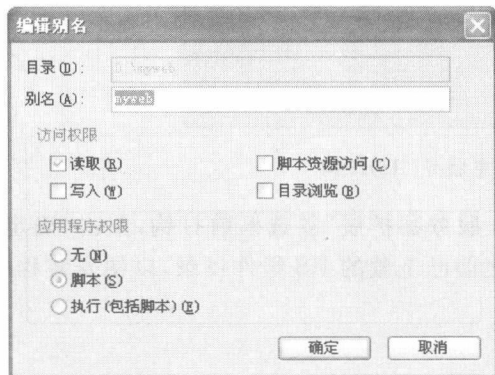 编辑别名
目录(D): D:\myweb
别名(A): myweb
访问权限
读取(R) 脚本资源访问(C)
写入(W) 目录浏览(B)
应用程序权限
无(N)
脚本(S)
执行(包括脚本)(E)
确定 取消